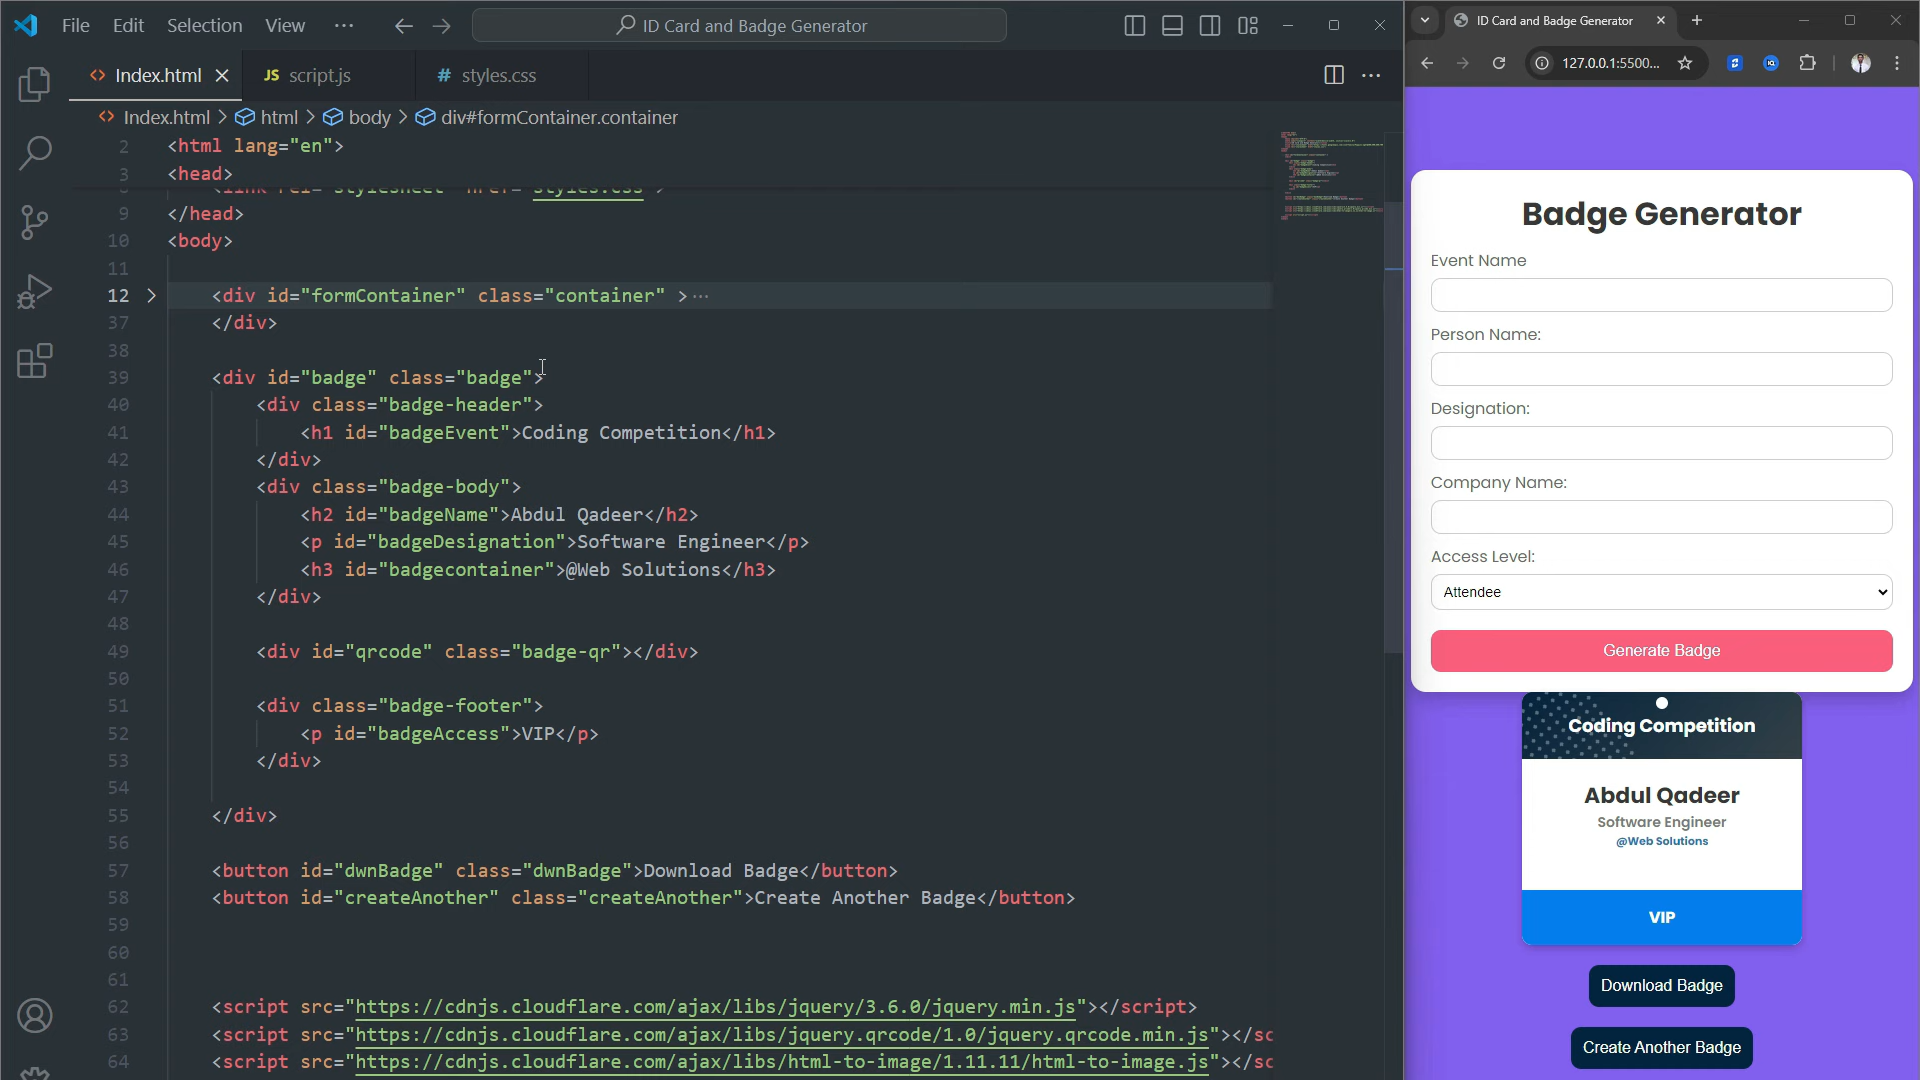 File Edit Selection View ··· ID Card and Badge Generator
Index.html JS script.js # styles.css
Index.html > html > body > div#formContainer.container
2 <html lang="en">
3 <head>
<link rel="stylesheet" href="styles.css">
9 </head>
10 <body>
11
12 <div id="formContainer" class="container" > ···
37 </div>
38
39 <div id="badge" class="badge">
40 <div class="badge-header">
41 <h1 id="badgeEvent">Coding Competition</h1>
42 </div>
43 <div class="badge-body">
44 <h2 id="badgeName">Abdul Qadeer</h2>
45 <p id="badgeDesignation">Software Engineer</p>
46 <h3 id="badgecontainer">@Web Solutions</h3>
47 </div>
48
49 <div id="qrcode" class="badge-qr"></div>
50
51 <div class="badge-footer">
52 <p id="badgeAccess">VIP</p>
53 </div>
54
55 </div>
56
57 <button id="dwnBadge" class="dwnBadge">Download Badge</button>
58 <button id="createAnother" class="createAnother">Create Another Badge</button>
59
60
61
62 <script src="https://cdnjs.cloudflare.com/ajax/libs/jquery/3.6.0/jquery.min.js"></script>
63 <script src="https://cdnjs.cloudflare.com/ajax/libs/jquery.qrcode/1.0/jquery.qrcode.min.js"></sc
64 <script src="https://cdnjs.cloudflare.com/ajax/libs/html-to-image/1.11.11/html-to-image.js"></sc
ID Card and Badge Generator
127.0.0.1:5500...
Badge Generator
Event Name
Person Name:
Designation:
Company Name:
Access Level:
Attendee
Generate Badge
Coding Competition
Abdul Qadeer
Software Engineer
@Web Solutions
VIP
Download Badge
Create Another Badge